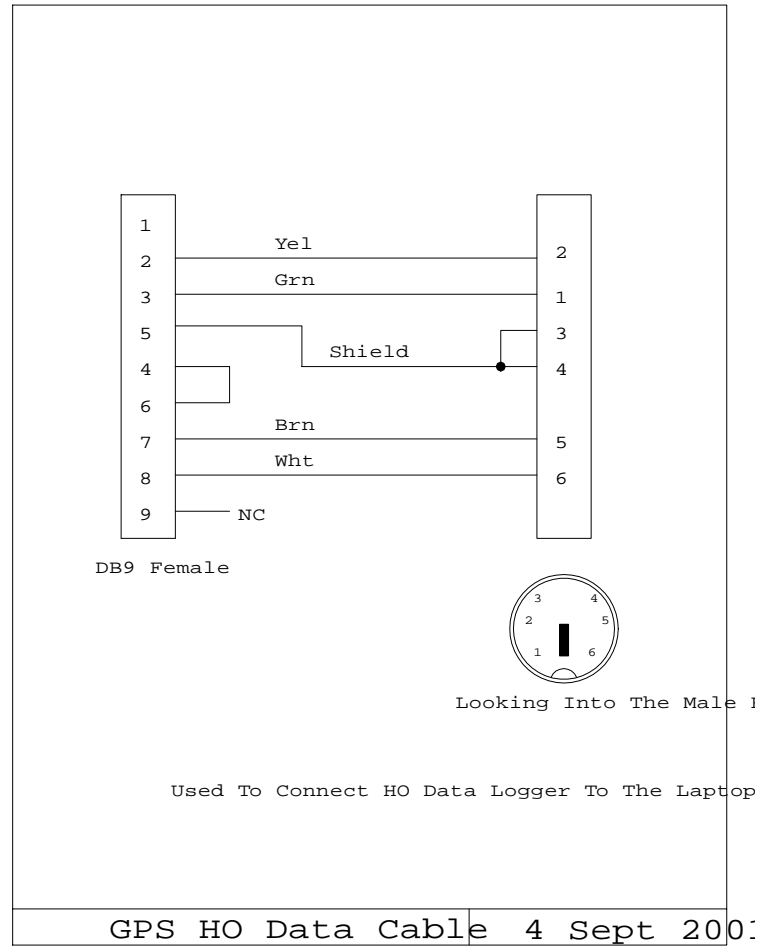 1
Yel
2 2
Grn
3 1
5 3
Shield
4 4
6
Brn
7 5
Wht
8 6
9 NC
DB9 Female
3 4
2 5
1 6
Looking Into The Male
Used To Connect HO Data Logger To The Laptop
GPS HO Data Cable 4 Sept 2001